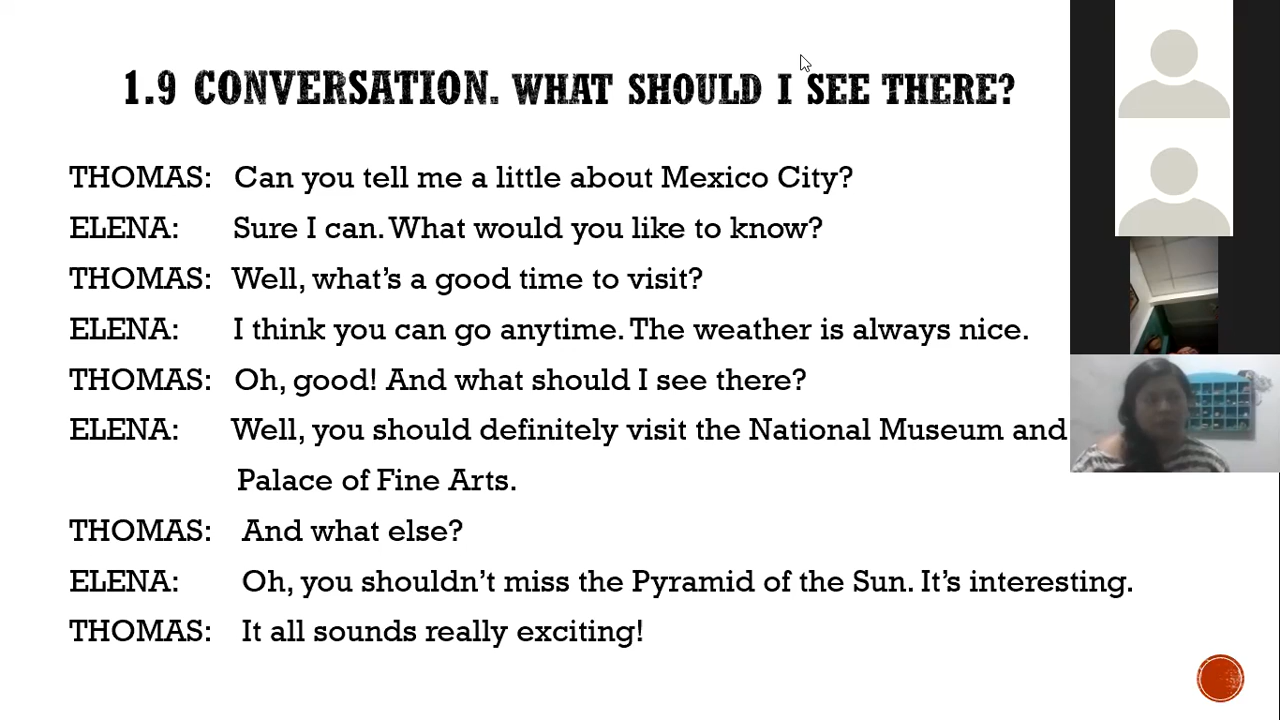 1.9 CONVERSATION. WHAT SHOULD I SEE THERE?
THOMAS: Can you tell me a little about Mexico City?
ELENA: Sure I can. What would you like to know?
THOMAS: Well, what's a good time to visit?
ELENA: I think you can go anytime. The weather is always nice.
THOMAS: Oh, good! And what should I see there?
ELENA: Well, you should definitely visit the National Museum and
Palace of Fine Arts.
THOMAS: And what else?
ELENA: Oh, you shouldn't miss the Pyramid of the Sun. It's interesting.
THOMAS: It all sounds really exciting!